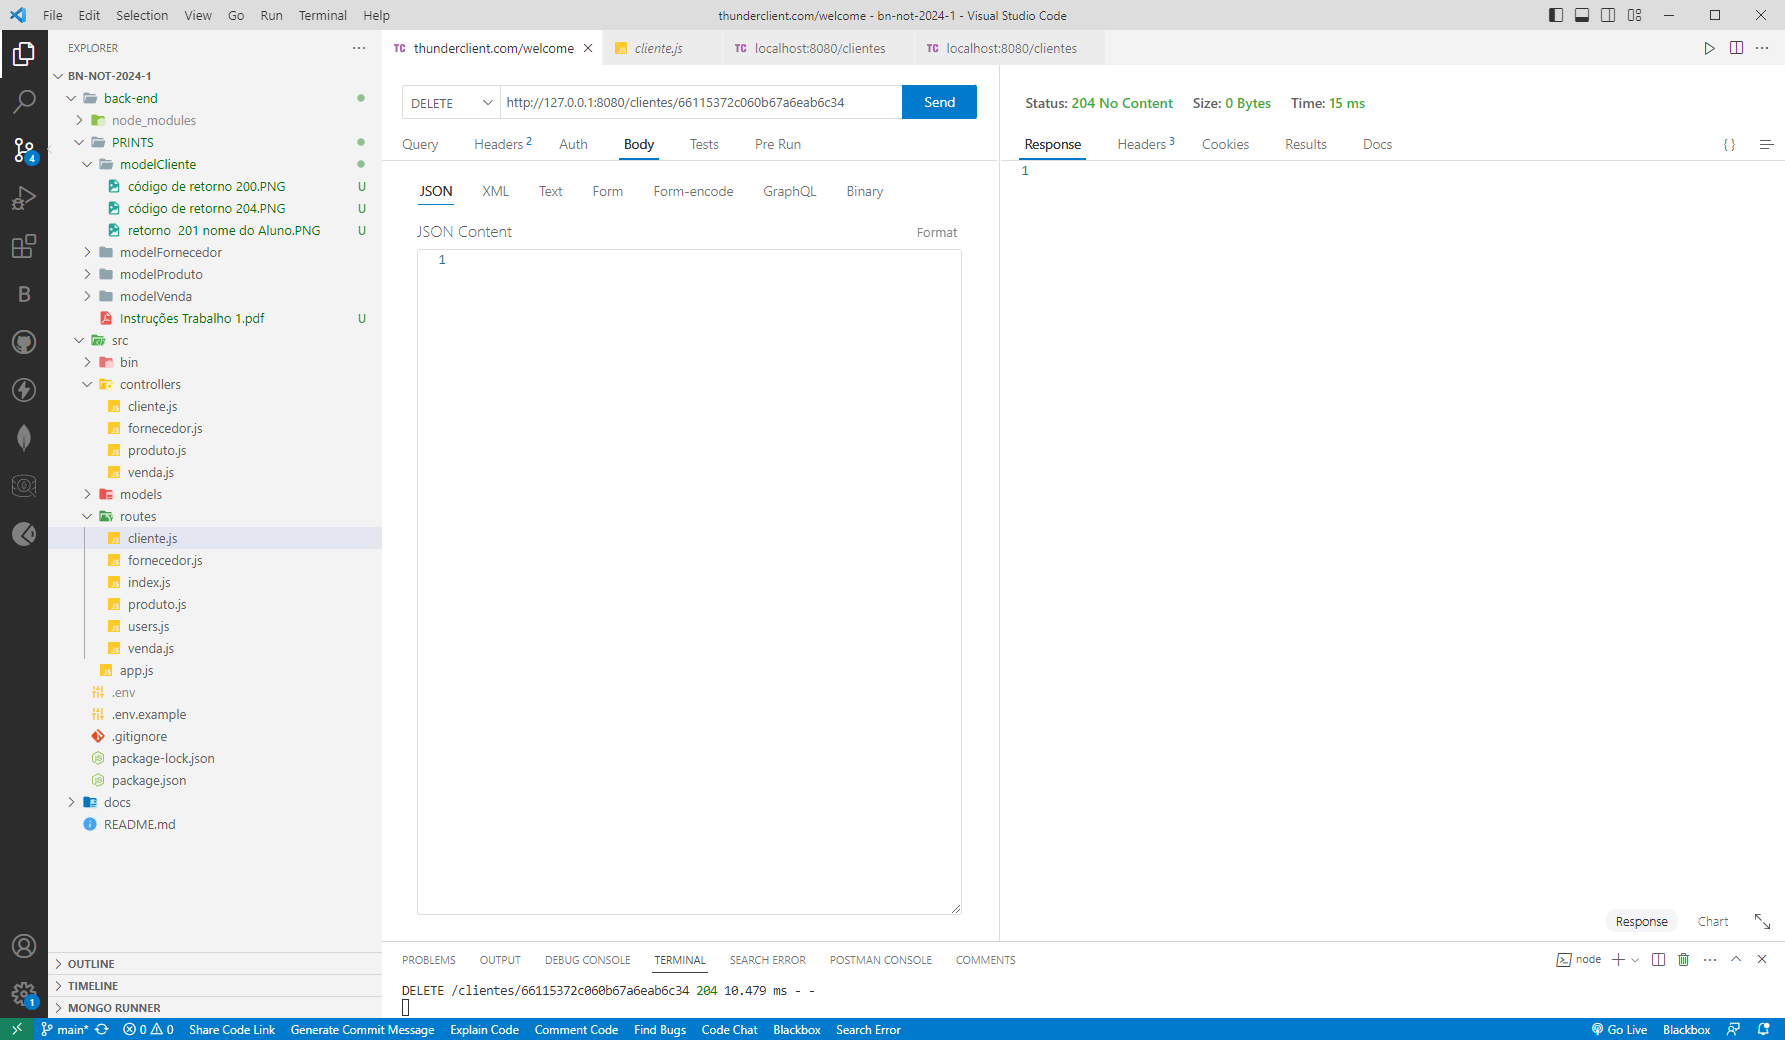 File Edit Selection View Go Run Terminal Help
thunderclient.com/welcome - bn-not-2024-1 - Visual Studio Code
EXPLORER
BN-NOT-2024-1
back-end
node_modules
PRINTS
modelCliente
código de retorno 200.PNG U
código de retorno 204.PNG U
retorno 201 nome do Aluno.PNG U
modelFornecedor
modelProduto
modelVenda
Instruções Trabalho 1.pdf U
src
bin
controllers
cliente.js
fornecedor.js
produto.js
venda.js
models
routes
cliente.js
fornecedor.js
index.js
produto.js
users.js
venda.js
app.js
.env
.env.example
.gitignore
package-lock.json
package.json
docs
README.md
OUTLINE
TIMELINE
MONGO RUNNER
4
B
1
TC thunderclient.com/welcome
JS cliente.js
TC localhost:8080/clientes
TC localhost:8080/clientes
DELETE http://127.0.0.1:8080/clientes/66115372c060b67a6eab6c34 Send
Query Headers 2 Auth Body Tests Pre Run
JSON XML Text Form Form-encode GraphQL Binary
JSON Content Format
1
Status: 204 No Content Size: 0 Bytes Time: 15 ms
Response Headers 3 Cookies Results Docs { }
1
Response Chart
PROBLEMS OUTPUT DEBUG CONSOLE TERMINAL SEARCH ERROR POSTMAN CONSOLE COMMENTS node
DELETE /clientes/66115372c060b67a6eab6c34 204 10.479 ms - -
main* 0 0 Share Code Link Generate Commit Message Explain Code Comment Code Find Bugs Code Chat Blackbox Search Error Go Live Blackbox